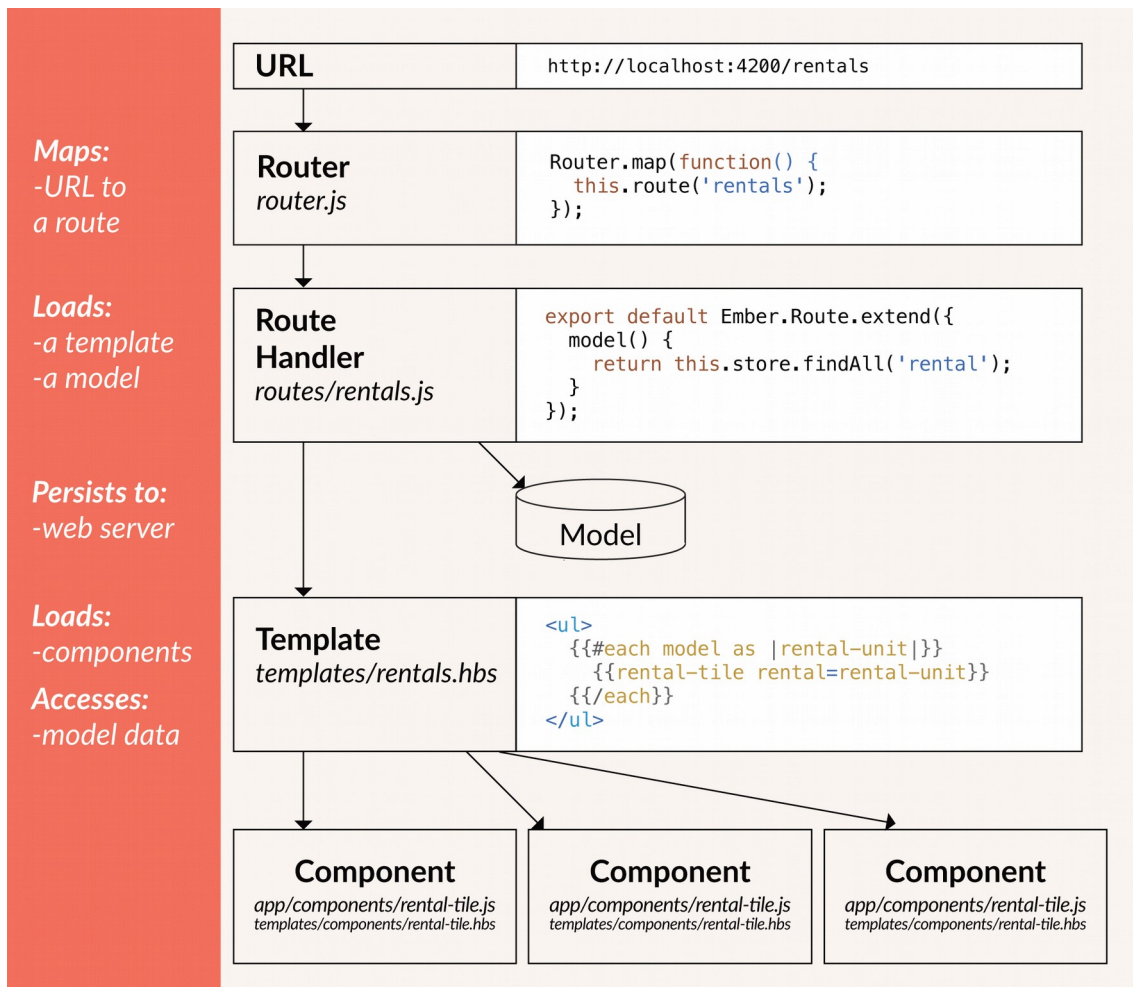 URL
http://localhost:4200/rentals
Maps:
-URL to
a route
Router
router.js
Router.map(function() {
  this.route('rentals');
});
Loads:
-a template
-a model
Route
Handler
routes/rentals.js
export default Ember.Route.extend({
  model() {
    return this.store.findAll('rental');
  }
});
Persists to:
-web server
Model
Loads:
-components
Accesses:
-model data
Template
templates/rentals.hbs
<ul>
  {{#each model as |rental-unit|}}
    {{rental-tile rental=rental-unit}}
  {{/each}}
</ul>
Component
app/components/rental-tile.js
templates/components/rental-tile.hbs
Component
app/components/rental-tile.js
templates/components/rental-tile.hbs
Component
app/components/rental-tile.js
templates/components/rental-tile.hbs